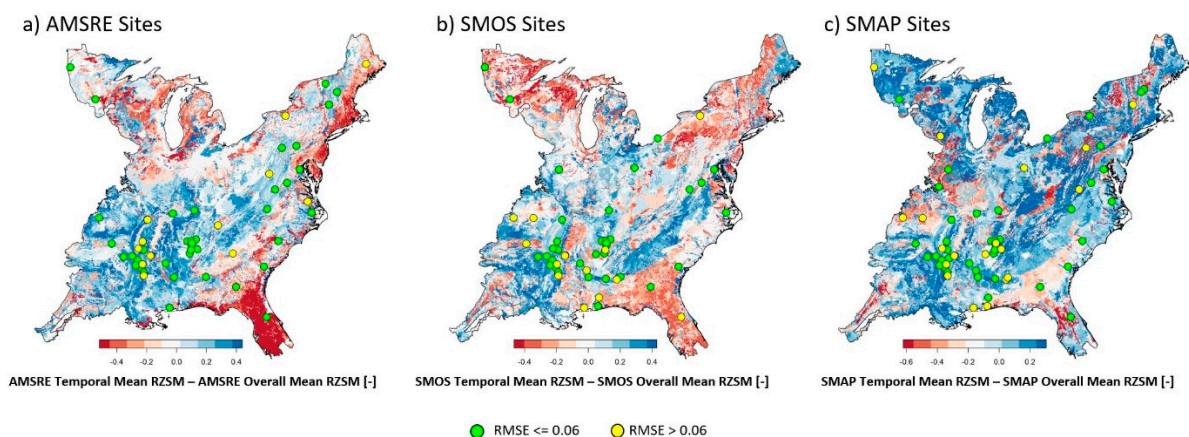 a) AMSRE Sites
b) SMOS Sites
c) SMAP Sites
-0.4 -0.2 0.0 0.2 0.4
-0.4 -0.2 0.0 0.2 0.4
-0.6 -0.4 -0.2 0.0 0.2
AMSRE Temporal Mean RZSM – AMSRE Overall Mean RZSM [-]
SMOS Temporal Mean RZSM – SMOS Overall Mean RZSM [-]
SMAP Temporal Mean RZSM – SMAP Overall Mean RZSM [-]
RMSE <= 0.06
RMSE > 0.06